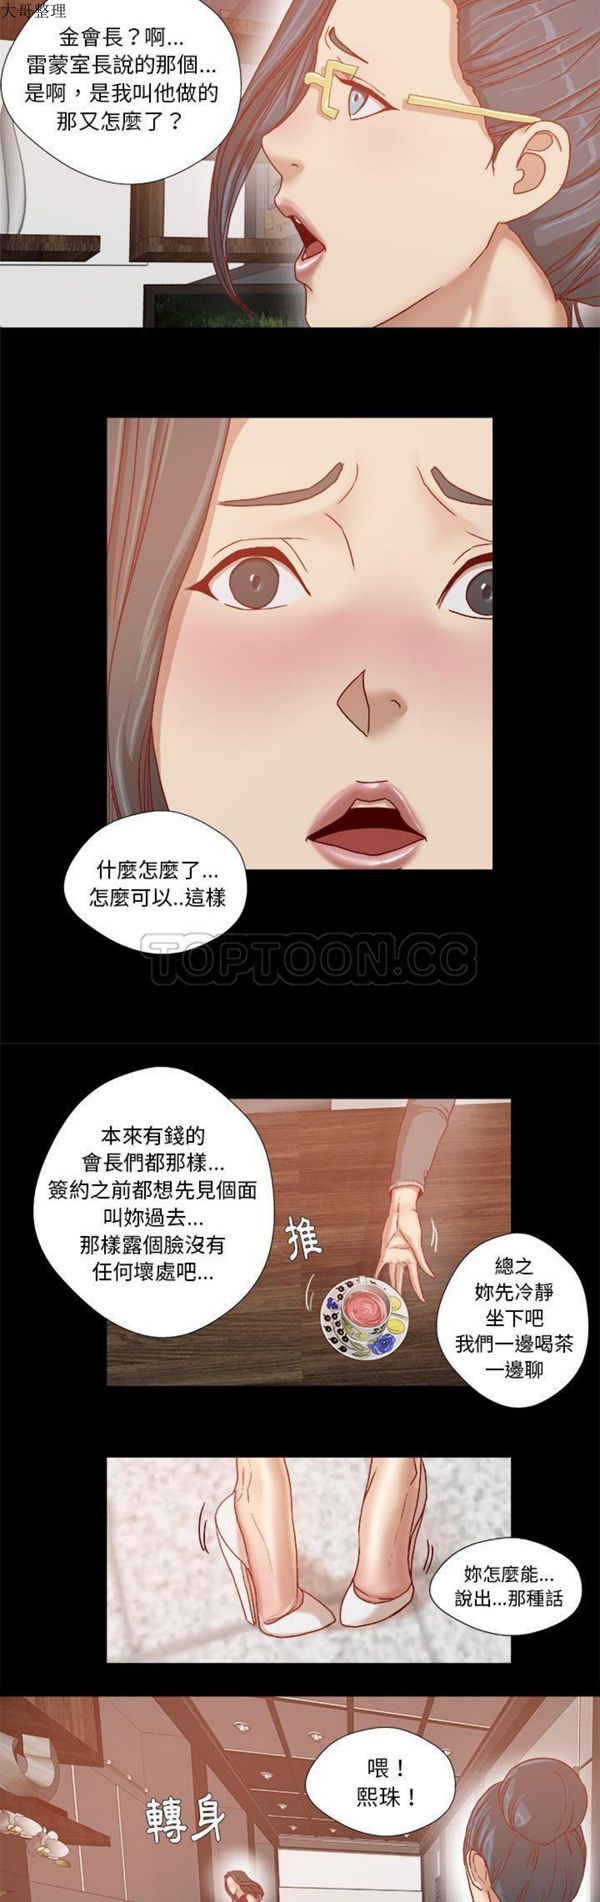 大哥整理
金會長？啊...
雷蒙室長說的那個...
是啊，是我叫他做的
那又怎麼了？
什麼怎麼了...
怎麼可以..這樣
TOPTOON.CC
本來有錢的
會長們都那樣...
簽約之前都想先見個面
叫妳過去...
那樣露個臉沒有
任何壞處吧...
推
總之
妳先冷靜
坐下吧
我們一邊喝茶
一邊聊
妳怎麼能...
說出...那種話
喂！
熙珠！
轉身